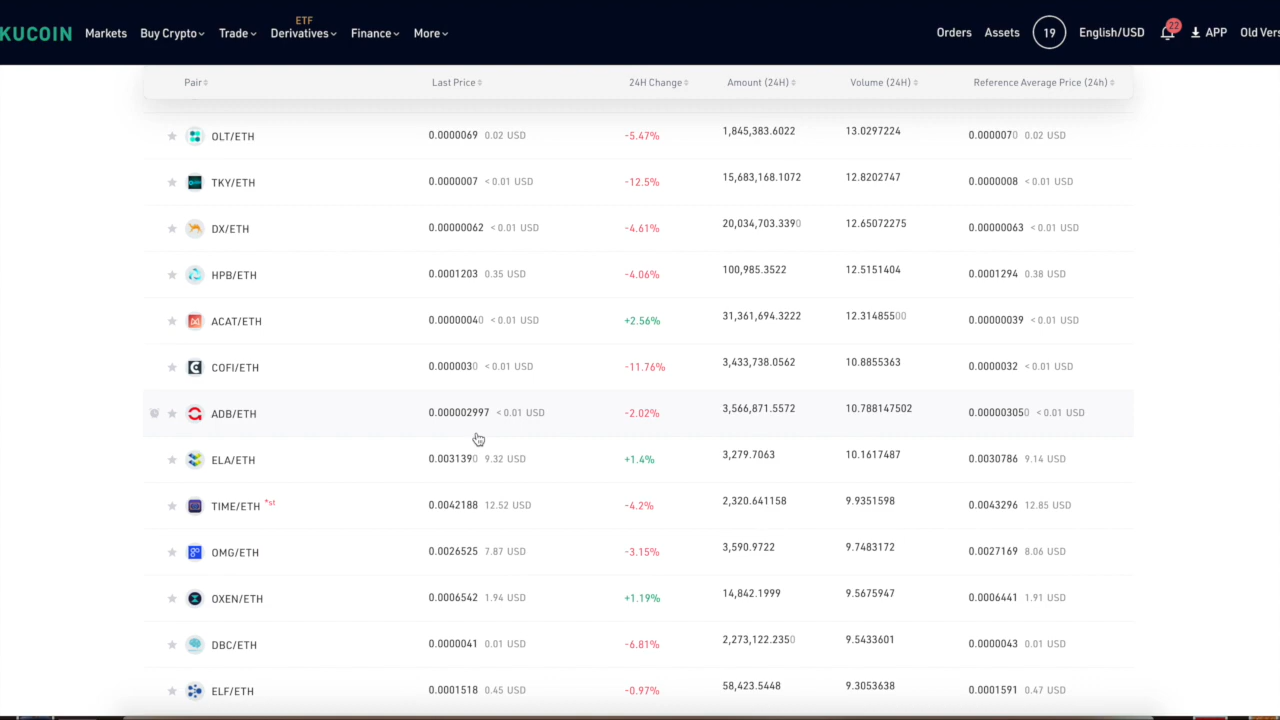 ETF
KUCOIN Markets Buy Crypto Trade Derivatives Finance More Orders Assets 19 English/USD 22 APP Old Vers
Pair Last Price 24H Change Amount (24H) Volume (24H) Reference Average Price (24h)
OLT/ETH 0.0000069 0.02 USD -5.47% 1,845,383.6022 13.0297224 0.0000070 0.02 USD
TKY/ETH 0.0000007 < 0.01 USD -12.5% 15,683,168.1072 12.8202747 0.0000008 < 0.01 USD
DX/ETH 0.00000062 < 0.01 USD -4.61% 20,034,703.3390 12.65072275 0.00000063 < 0.01 USD
HPB/ETH 0.0001203 0.35 USD -4.06% 100,985.3522 12.5151404 0.0001294 0.38 USD
ACAT/ETH 0.00000040 < 0.01 USD +2.56% 31,361,694.3222 12.31485500 0.00000039 < 0.01 USD
COFI/ETH 0.0000030 < 0.01 USD -11.76% 3,433,738.0562 10.8855363 0.0000032 < 0.01 USD
ADB/ETH 0.000002997 < 0.01 USD -2.02% 3,566,871.5572 10.788147502 0.000003050 < 0.01 USD
ELA/ETH 0.0031390 9.32 USD +1.4% 3,279.7063 10.1617487 0.0030786 9.14 USD
TIME/ETH *st 0.0042188 12.52 USD -4.2% 2,320.641158 9.9351598 0.0043296 12.85 USD
OMG/ETH 0.0026525 7.87 USD -3.15% 3,590.9722 9.7483172 0.0027169 8.06 USD
OXEN/ETH 0.0006542 1.94 USD +1.19% 14,842.1999 9.5675947 0.0006441 1.91 USD
DBC/ETH 0.0000041 0.01 USD -6.81% 2,273,122.2350 9.5433601 0.0000043 0.01 USD
ELF/ETH 0.0001518 0.45 USD -0.97% 58,423.5448 9.3053638 0.0001591 0.47 USD